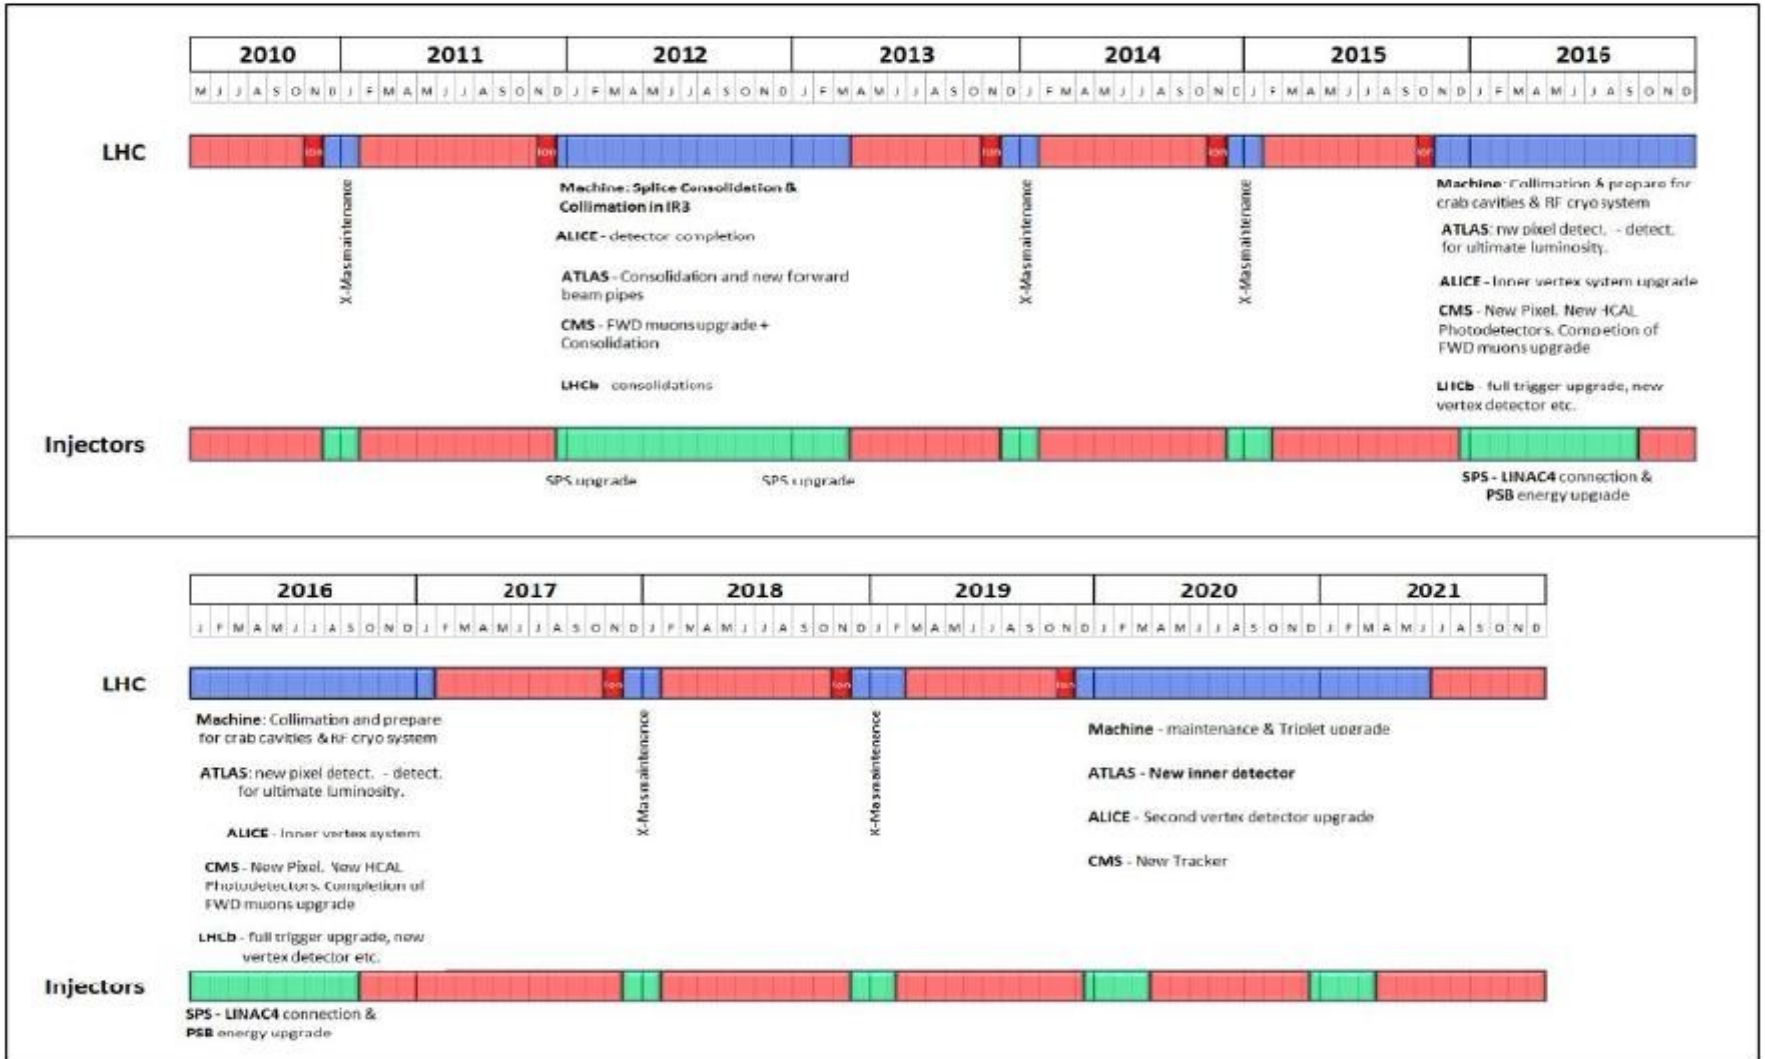 2010 2011 2012 2013 2014 2015 2016
M J J A S O N D J F M A M J J A S O N D J F M A M J J A S O N D J F M A M J J A S O N D J F M A M J J A S O N D J F M A M J J A S O N D J F M A M J J A S O N D
LHC
Ion Ion Ion Ion Ion
X-Mas maintenance
Machine: Splice Consolidation &
Collimation in IR3
ALICE - detector completion
ATLAS - Consolidation and new forward
beam pipes
CMS - FWD muons upgrade +
Consolidation
LHCb consolidations
X-Mas maintenance
X-Mas maintenance
Machine: Collimation & prepare for
crab cavities & RF cryo system
ATLAS: nw pixel detect. - detect.
for ultimate luminosity.
ALICE - Inner vertex system upgrade
CMS - New Pixel. New HCAL
Photodetectors. Completion of
FWD muons upgrade
LHCb - full trigger upgrade, new
vertex detector etc.
Injectors
SPS upgrade SPS upgrade
SPS - LINAC4 connection &
PSB energy upgrade
2016 2017 2018 2019 2020 2021
J F M A M J J A S O N D J F M A M J J A S O N D J F M A M J J A S O N D J F M A M J J A S O N D J F M A M J J A S O N D J F M A M J J A S O N D
LHC
Ion Ion Ion
Machine: Collimation and prepare
for crab cavities & RF cryo system
ATLAS: new pixel detect. - detect.
for ultimate luminosity.
ALICE - Inner vertex system
CMS - New Pixel. New HCAL
Photodetectors. Completion of
FWD muons upgrade
LHCb - full trigger upgrade, new
vertex detector etc.
X-Mas maintenance
X-Mas maintenance
Machine - maintenance & Triplet upgrade
ATLAS - New inner detector
ALICE - Second vertex detector upgrade
CMS - New Tracker
Injectors
SPS - LINAC4 connection &
PSB energy upgrade